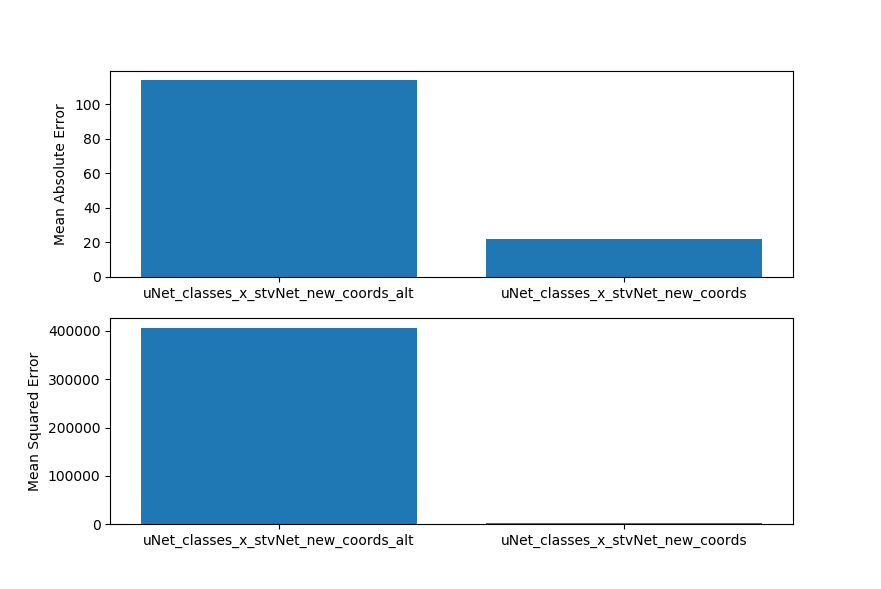 Mean Absolute Error
100
80
60
40
20
0
uNet_classes_x_stvNet_new_coords_alt
uNet_classes_x_stvNet_new_coords
Mean Squared Error
400000
300000
200000
100000
0
uNet_classes_x_stvNet_new_coords_alt
uNet_classes_x_stvNet_new_coords